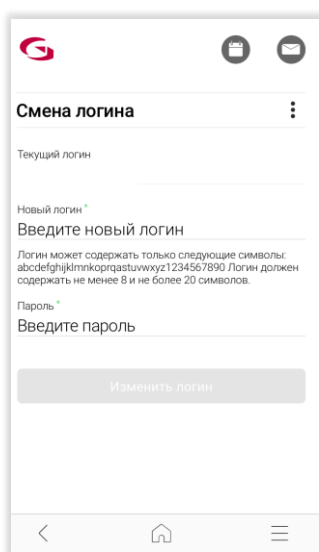 Смена логина
Текущий логин
Новый логин *
Введите новый логин
Логин может содержать только следующие символы:
abcdefghijklmnkoprqastuvwxyz1234567890 Логин должен
содержать не менее 8 и не более 20 символов.
Пароль *
Введите пароль
Изменить логин